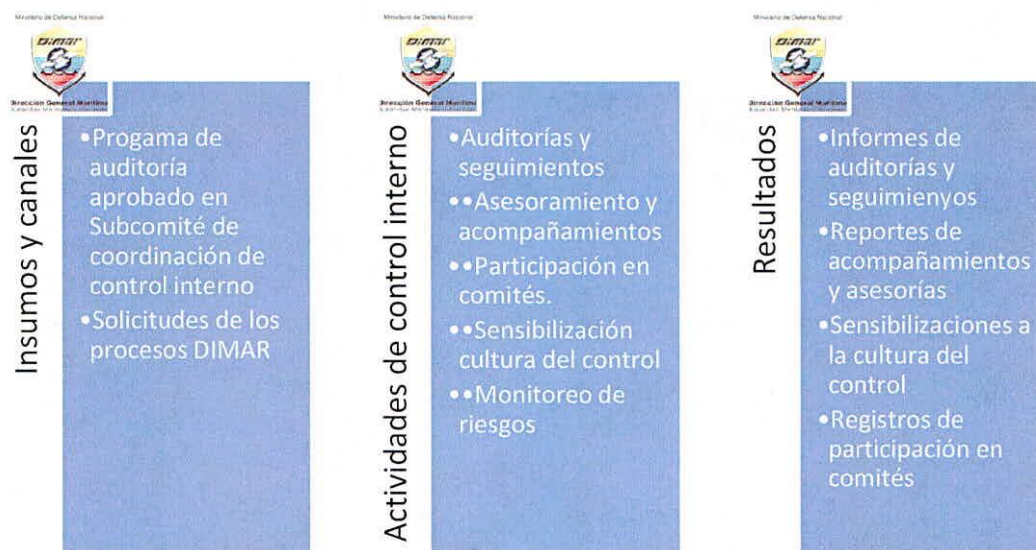 Ministerio de Defensa Nacional
Dimar
Dirección General Marítima
Insumos y canales
•Progama de
auditoría
aprobado en
Subcomité de
coordinación de
control interno
•Solicitudes de los
procesos DIMAR
Ministerio de Defensa Nacional
Dimar
Dirección General Marítima
Actividades de control interno
•Auditorías y
seguimientos
••Asesoramiento y
acompañamientos
••Participación en
comités.
••Sensibilización
cultura del control
••Monitoreo de
riesgos
Ministerio de Defensa Nacional
Dimar
Dirección General Marítima
Resultados
•Informes de
auditorías y
seguimienyos
•Reportes de
acompañamientos
y asesorías
•Sensibilizaciones a
la cultura del
control
•Registros de
participación en
comités